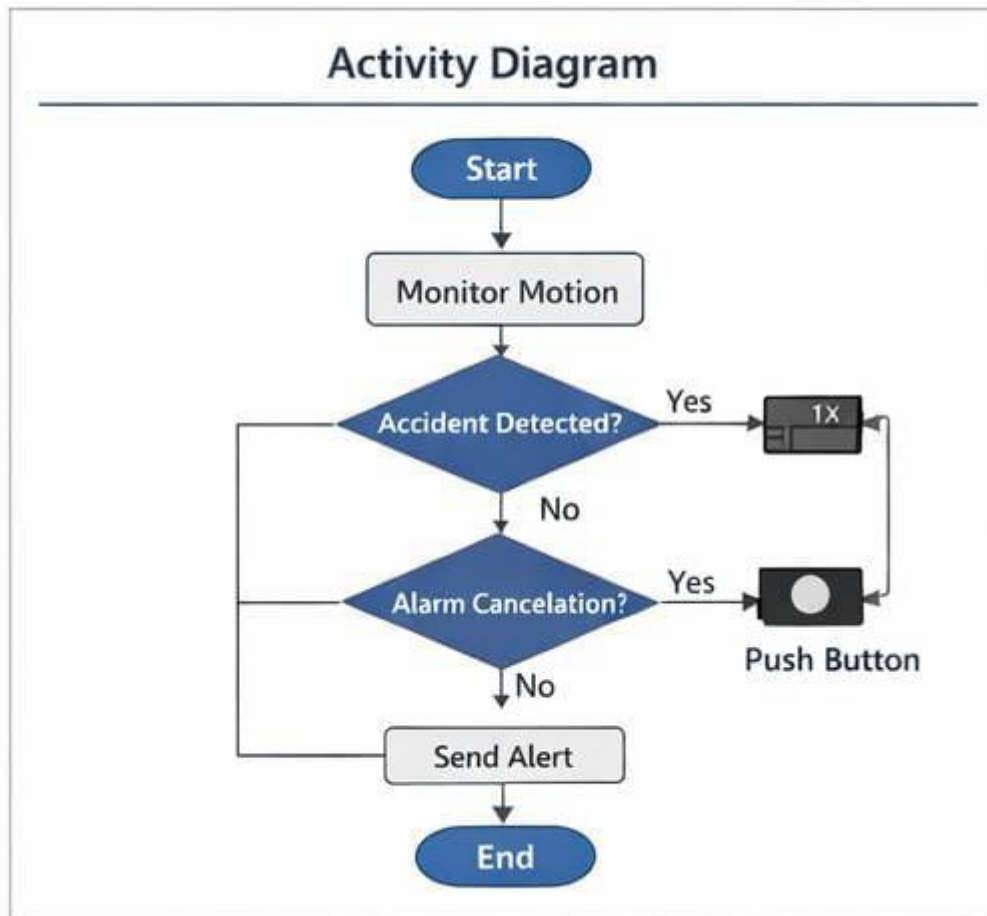 Activity Diagram
Start
Monitor Motion
Accident Detected?
Yes
1X
No
Alarm Cancelation?
Yes
Push Button
No
Send Alert
End